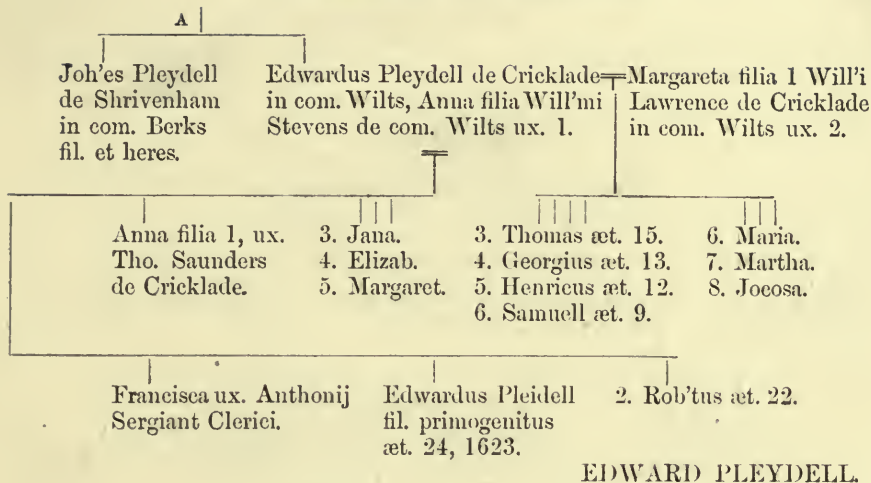 A
Joh'es Pleydell
de Shrivenham
in com. Berks
fil. et heres.
Edwardus Pleydell de Cricklade
in com. Wilts, Anna filia Will'mi
Stevens de com. Wilts ux. 1.
Margareta filia 1 Will'i
Lawrence de Cricklade
in com. Wilts ux. 2.
Anna filia 1, ux.
Tho. Saunders
de Cricklade.
3. Jana.
4. Elizab.
5. Margaret.
3. Thomas æt. 15.
4. Georgius æt. 13.
5. Henricus æt. 12.
6. Samuell æt. 9.
6. Maria.
7. Martha.
8. Jocosa.
Francisca ux. Anthonij
Sergiant Clerici.
Edwardus Pleidell
fil. primogenitus
æt. 24, 1623.
2. Rob'tus æt. 22.
EDWARD PLEYDELL.